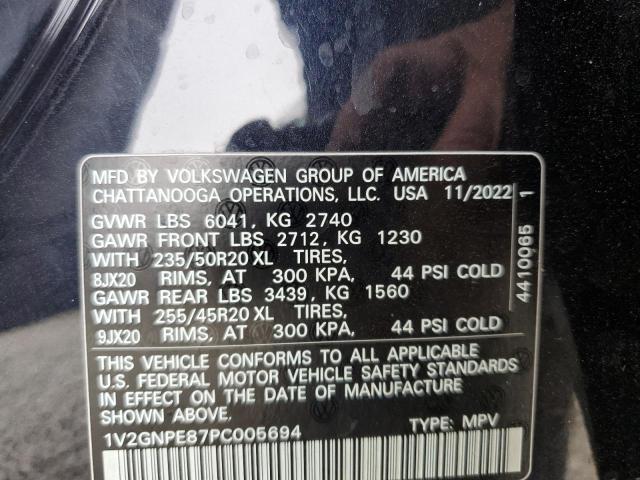 MFD BY VOLKSWAGEN GROUP OF AMERICA
CHATTANOOGA OPERATIONS, LLC. USA 11/2022
GVWR LBS 6041, KG 2740
GAWR FRONT LBS 2712, KG 1230
WITH 235/50R20 XL TIRES,
8JX20 RIMS, AT 300 KPA, 44 PSI COLD
GAWR REAR LBS 3439, KG 1560
WITH 255/45R20 XL TIRES,
9JX20 RIMS, AT 300 KPA, 44 PSI COLD
THIS VEHICLE CONFORMS TO ALL APPLICABLE
U.S. FEDERAL MOTOR VEHICLE SAFETY STANDARDS
IN EFFECT ON THE DATE OF MANUFACTURE
SHOWN ABOVE.
1V2GNPE87PC005694 TYPE: MPV
4410Q65 1